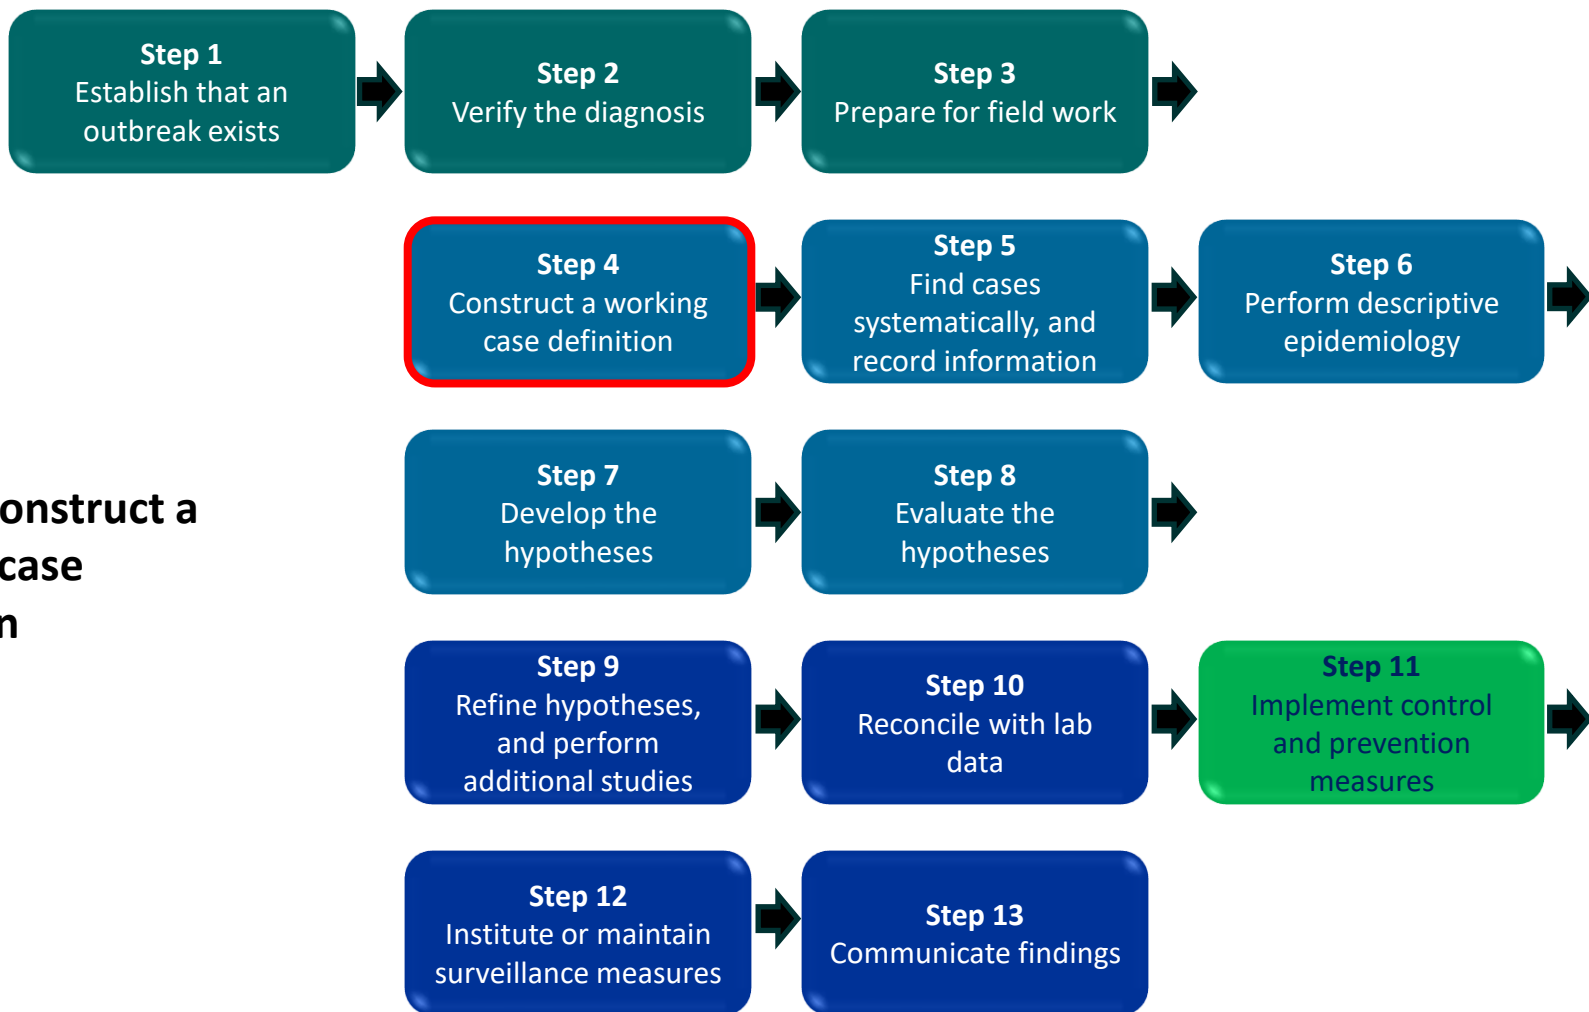 Step 1
Establish that an
outbreak exists
Step 2
Verify the diagnosis
Step 3
Prepare for field work
Step 4
Construct a working
case definition
Step 5
Find cases
systematically, and
record information
Step 6
Perform descriptive
epidemiology
onstruct a
case
n
Step 7
Develop the
hypotheses
Step 8
Evaluate the
hypotheses
Step 9
Refine hypotheses,
and perform
additional studies
Step 10
Reconcile with lab
data
Step 11
Implement control
and prevention
measures
Step 12
Institute or maintain
surveillance measures
Step 13
Communicate findings